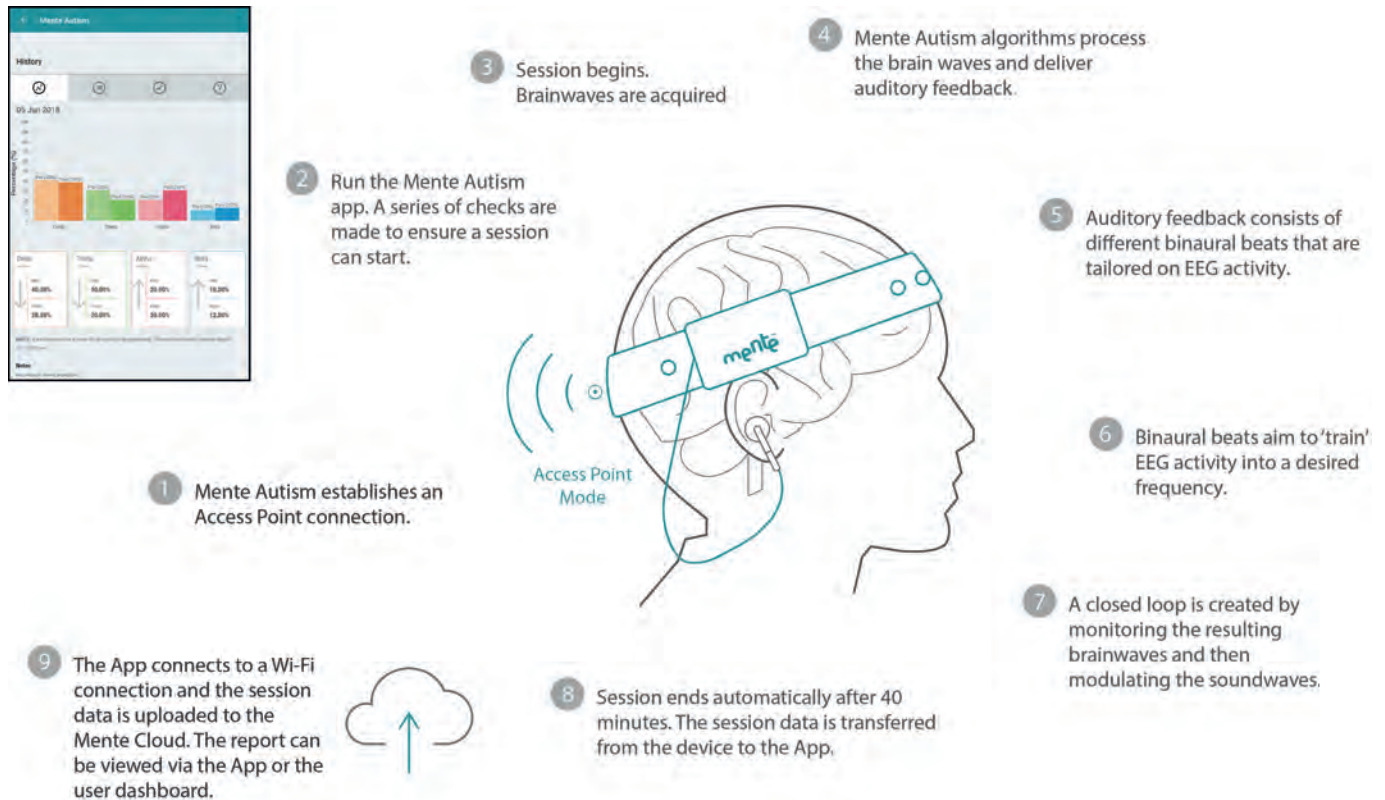 Mente Autism
History
05 Jun 2018
Percentage (%)
Delta
Theta
Alpha
Beta
1 Mente Autism establishes an
Access Point connection.
2 Run the Mente Autism
app. A series of checks are
made to ensure a session
can start.
3 Session begins.
Brainwaves are acquired
4 Mente Autism algorithms process
the brain waves and deliver
auditory feedback.
5 Auditory feedback consists of
different binaural beats that are
tailored on EEG activity.
mente
Access Point
Mode
6 Binaural beats aim to 'train'
EEG activity into a desired
frequency.
7 A closed loop is created by
monitoring the resulting
brainwaves and then
modulating the soundwaves.
8 Session ends automatically after 40
minutes. The session data is transferred
from the device to the App.
9 The App connects to a Wi-Fi
connection and the session
data is uploaded to the
Mente Cloud. The report can
be viewed via the App or the
user dashboard.